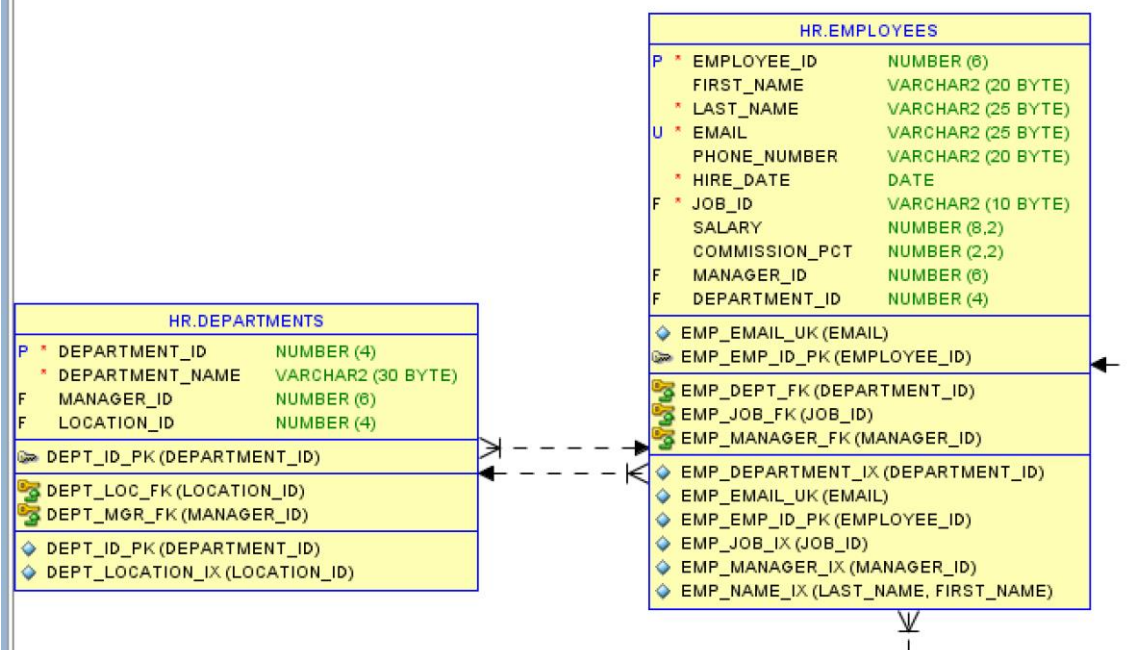 HR.DEPARTMENTS
P * DEPARTMENT_ID NUMBER (4)
* DEPARTMENT_NAME VARCHAR2 (30 BYTE)
F MANAGER_ID NUMBER (6)
F LOCATION_ID NUMBER (4)
DEPT_ID_PK (DEPARTMENT_ID)
DEPT_LOC_FK (LOCATION_ID)
DEPT_MGR_FK (MANAGER_ID)
DEPT_ID_PK (DEPARTMENT_ID)
DEPT_LOCATION_IX (LOCATION_ID)
HR.EMPLOYEES
P * EMPLOYEE_ID NUMBER (6)
FIRST_NAME VARCHAR2 (20 BYTE)
* LAST_NAME VARCHAR2 (25 BYTE)
U * EMAIL VARCHAR2 (25 BYTE)
PHONE_NUMBER VARCHAR2 (20 BYTE)
* HIRE_DATE DATE
F * JOB_ID VARCHAR2 (10 BYTE)
SALARY NUMBER (8,2)
COMMISSION_PCT NUMBER (2,2)
F MANAGER_ID NUMBER (6)
F DEPARTMENT_ID NUMBER (4)
EMP_EMAIL_UK (EMAIL)
EMP_EMP_ID_PK (EMPLOYEE_ID)
EMP_DEPT_FK (DEPARTMENT_ID)
EMP_JOB_FK (JOB_ID)
EMP_MANAGER_FK (MANAGER_ID)
EMP_DEPARTMENT_IX (DEPARTMENT_ID)
EMP_EMAIL_UK (EMAIL)
EMP_EMP_ID_PK (EMPLOYEE_ID)
EMP_JOB_IX (JOB_ID)
EMP_MANAGER_IX (MANAGER_ID)
EMP_NAME_IX (LAST_NAME, FIRST_NAME)